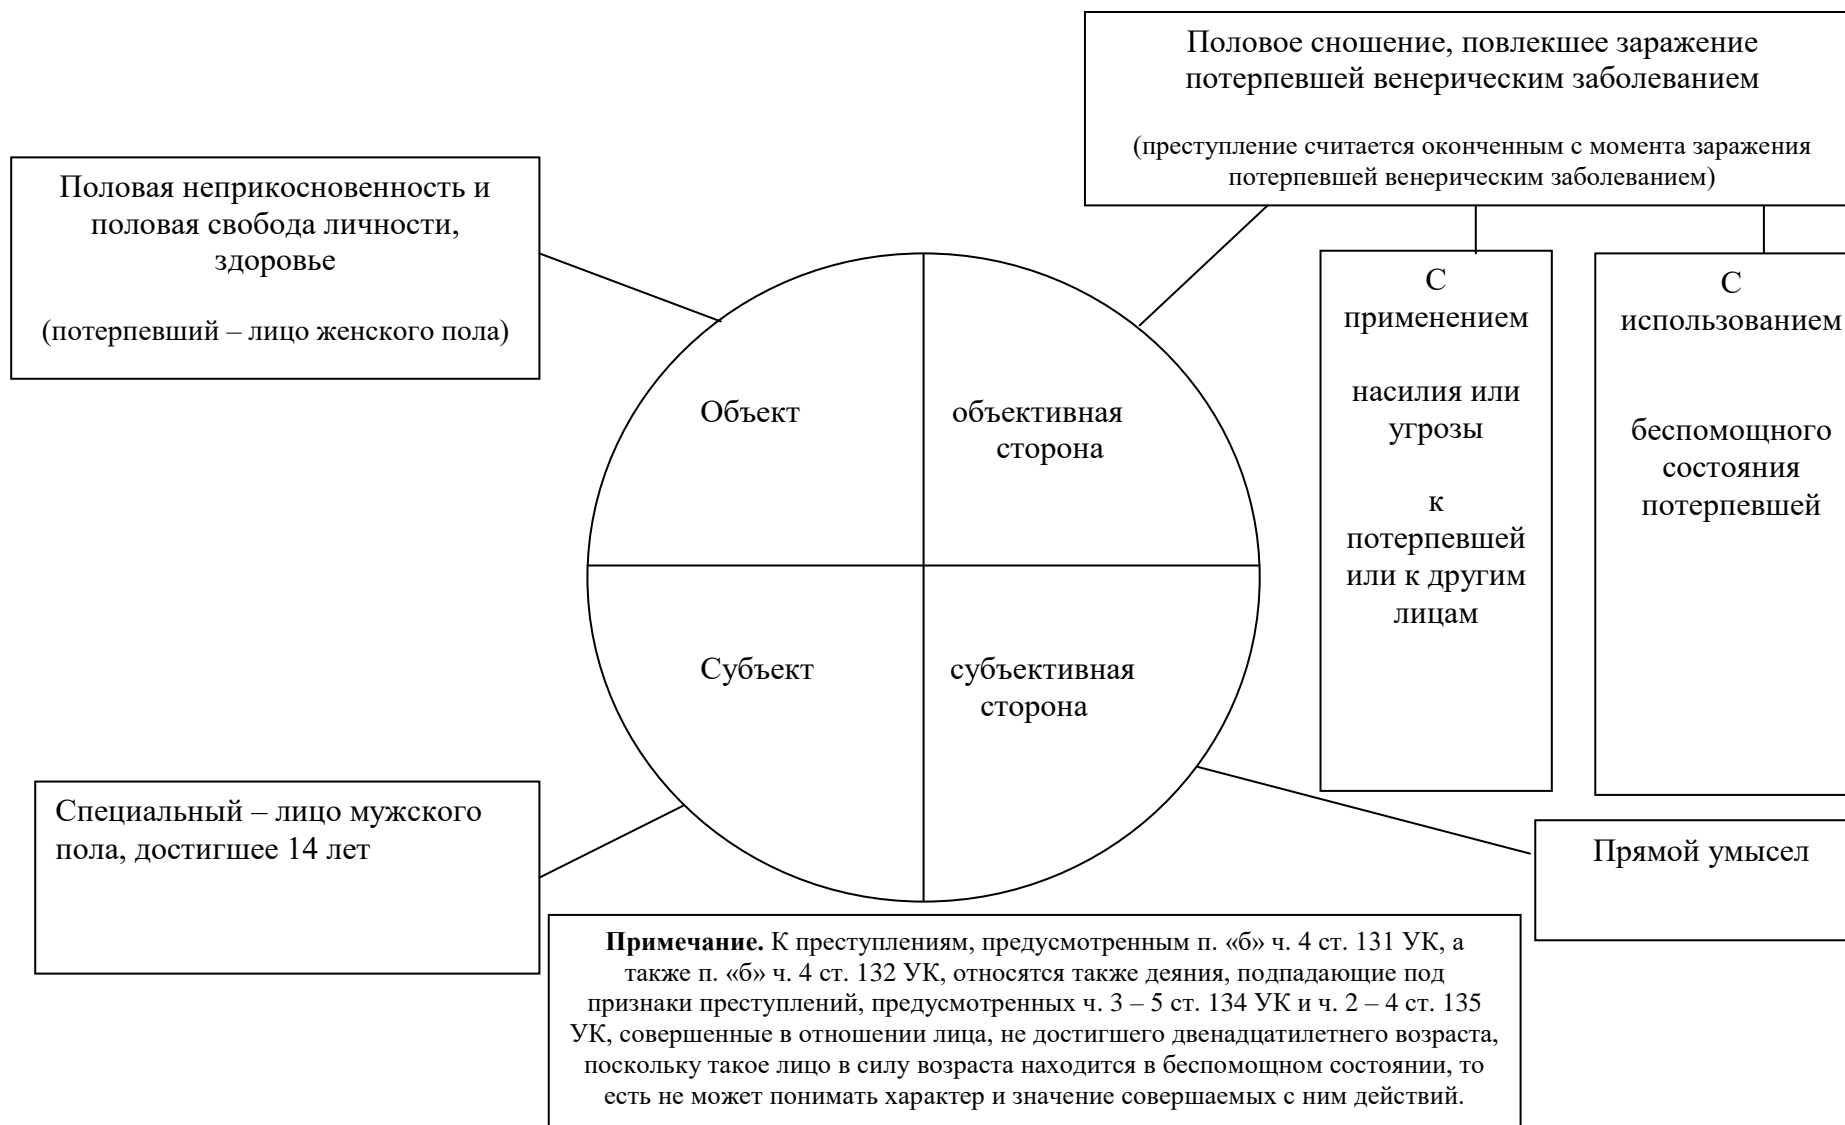 Половое сношение, повлекшее заражение
потерпевшей венерическим заболеванием
(преступление считается оконченным с момента заражения
потерпевшей венерическим заболеванием)
Половая неприкосновенность и
половая свобода личности,
здоровье
(потерпевший – лицо женского пола)
С
применением
насилия или
угрозы
к
потерпевшей
или к другим
лицам
С
использованием
беспомощного
состояния
потерпевшей
Объект
объективная
сторона
Субъект
субъективная
сторона
Специальный – лицо мужского
пола, достигшее 14 лет
Прямой умысел
Примечание. К преступлениям, предусмотренным п. «б» ч. 4 ст. 131 УК, а
также п. «б» ч. 4 ст. 132 УК, относятся также деяния, подпадающие под
признаки преступлений, предусмотренных ч. 3 – 5 ст. 134 УК и ч. 2 – 4 ст. 135
УК, совершенные в отношении лица, не достигшего двенадцатилетнего возраста,
поскольку такое лицо в силу возраста находится в беспомощном состоянии, то
есть не может понимать характер и значение совершаемых с ним действий.